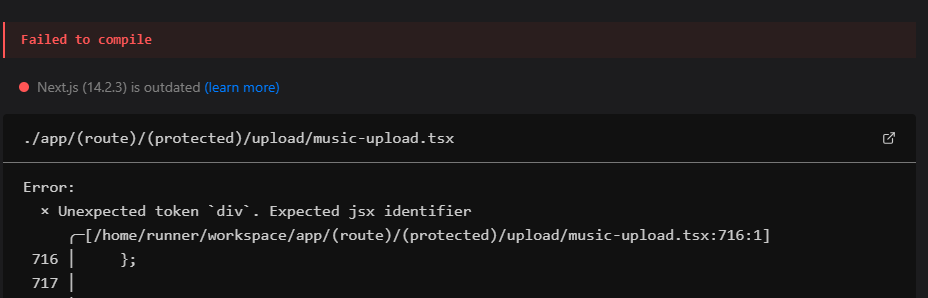 Failed to compile
Next.js (14.2.3) is outdated (learn more)
./app/(route)/(protected)/upload/music-upload.tsx
Error:
× Unexpected token `div`. Expected jsx identifier
╭─[/home/runner/workspace/app/(route)/(protected)/upload/music-upload.tsx:716:1]
716 │ };
717 │